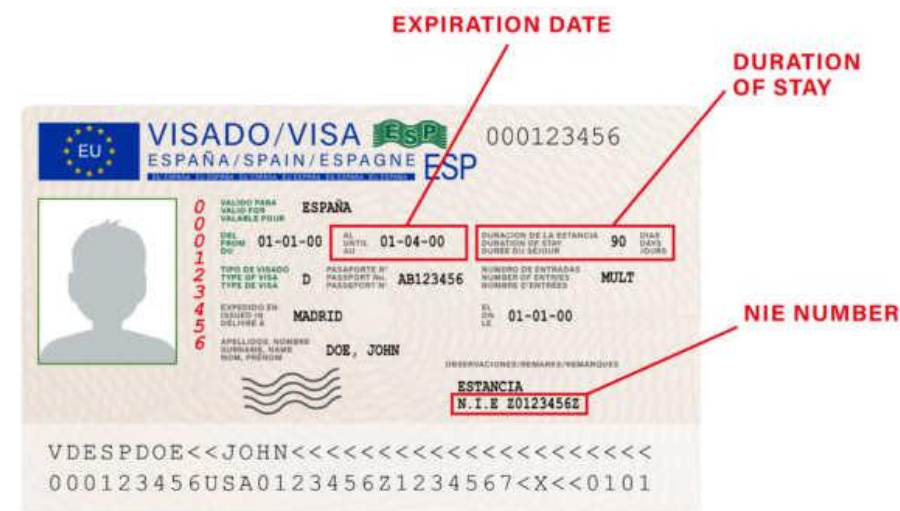 EXPIRATION DATE
DURATION
OF STAY
EU
VISADO/VISA ESP
000123456
ESPAÑA/SPAIN/ESPAGNE ESP
000123456
VALIDO PARA
VALID FOR
VALABLE POUR
ESPAÑA
DEL
FROM
DU
01-01-00
AL
UNTIL
AU
01-04-00
DURACION DE LA ESTANCIA
DURATION OF STAY
DURÉE DU SÉJOUR
90
DIAS
DAYS
JOURS
TIPO DE VISADO
TYPE OF VISA
TYPE DE VISA
D
PASAPORTE Nº
PASSPORT No.
PASSEPORT Nº
AB123456
NUMERO DE ENTRADAS
NUMBER OF ENTRIES
NUMBRE D'ENTRÉES
MULT
EXPEDIDO EN
ISSUED IN
DÉLIVRÉ À
MADRID
EL
ON
LE
01-01-00
NIE NUMBER
APELLIDOS, NOMBRE
SURNAME, NAME
NOM, PRÉNOM
DOE, JOHN
OBSERVACIONES/REMARKS/REMARQUES
ESTANCIA
N.I.E Z0123456Z
VDESPDOE<<JOHN<<<<<<<<<<<<<<<<<<<<<<
000123456USA0123456Z1234567<X<<0101